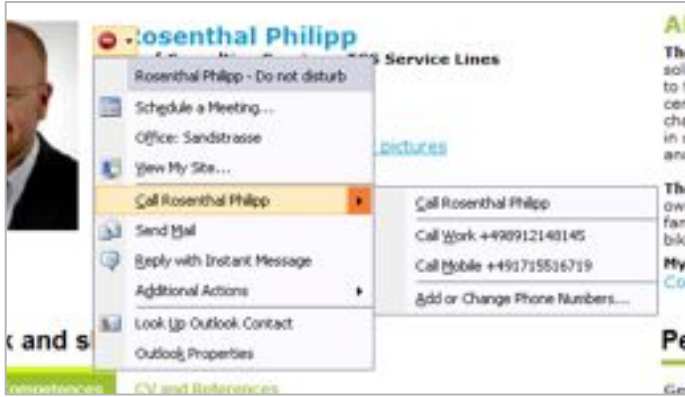 Rosenthal Philipp
Service Lines
Rosenthal Philipp - Do not disturb
Schedule a Meeting...
Office: Sandstrasse
pictures
View My Site...
Call Rosenthal Philipp
Call Rosenthal Philipp
Send Mail
Call Work +498912148145
Reply with Instant Message
Call Mobile +491715516719
Additional Actions
Add or Change Phone Numbers...
Look Up Outlook Contact
and s
Outlook Properties
Competences
CV and References